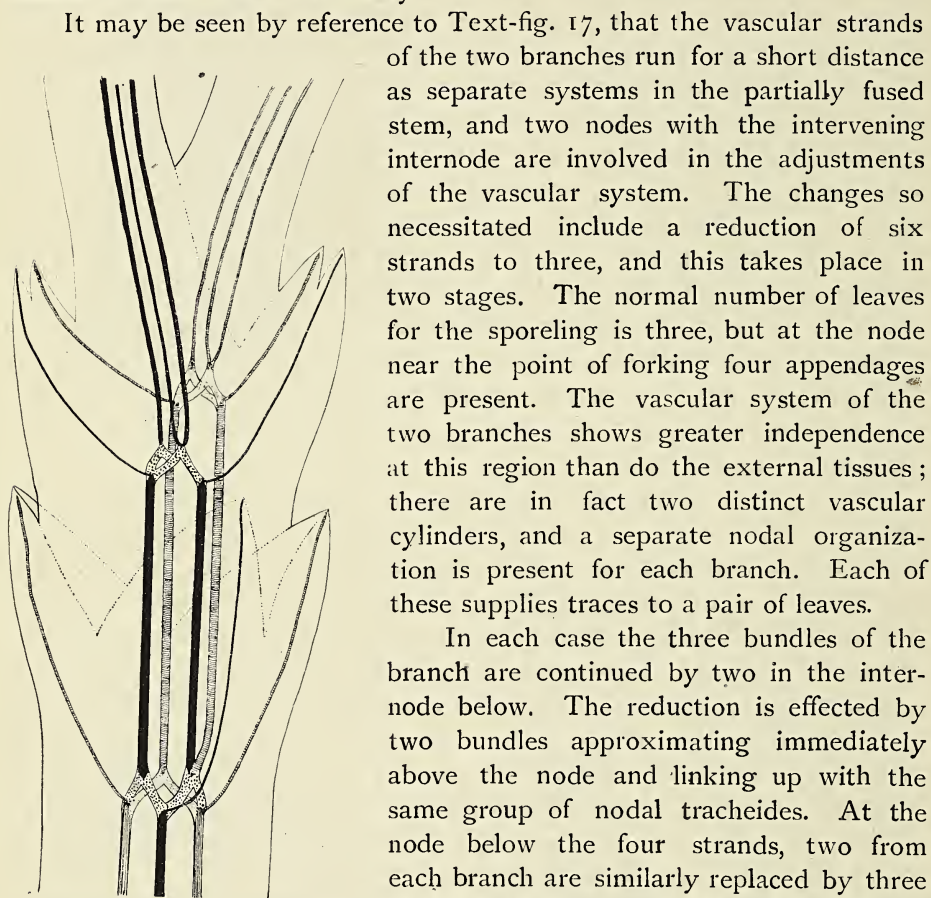 It may be seen by reference to Text-fig. 17, that the vascular strands
of the two branches run for a short distance
as separate systems in the partially fused
stem, and two nodes with the intervening
internode are involved in the adjustments
of the vascular system. The changes so
necessitated include a reduction of six
strands to three, and this takes place in
two stages. The normal number of leaves
for the sporeling is three, but at the node
near the point of forking four appendages
are present. The vascular system of the
two branches shows greater independence
at this region than do the external tissues ;
there are in fact two distinct vascular
cylinders, and a separate nodal organiza-
tion is present for each branch. Each of
these supplies traces to a pair of leaves.
In each case the three bundles of the
branch are continued by two in the inter-
node below. The reduction is effected by
two bundles approximating immediately
above the node and linking up with the
same group of nodal tracheides. At the
node below the four strands, two from
each branch are similarly replaced by three